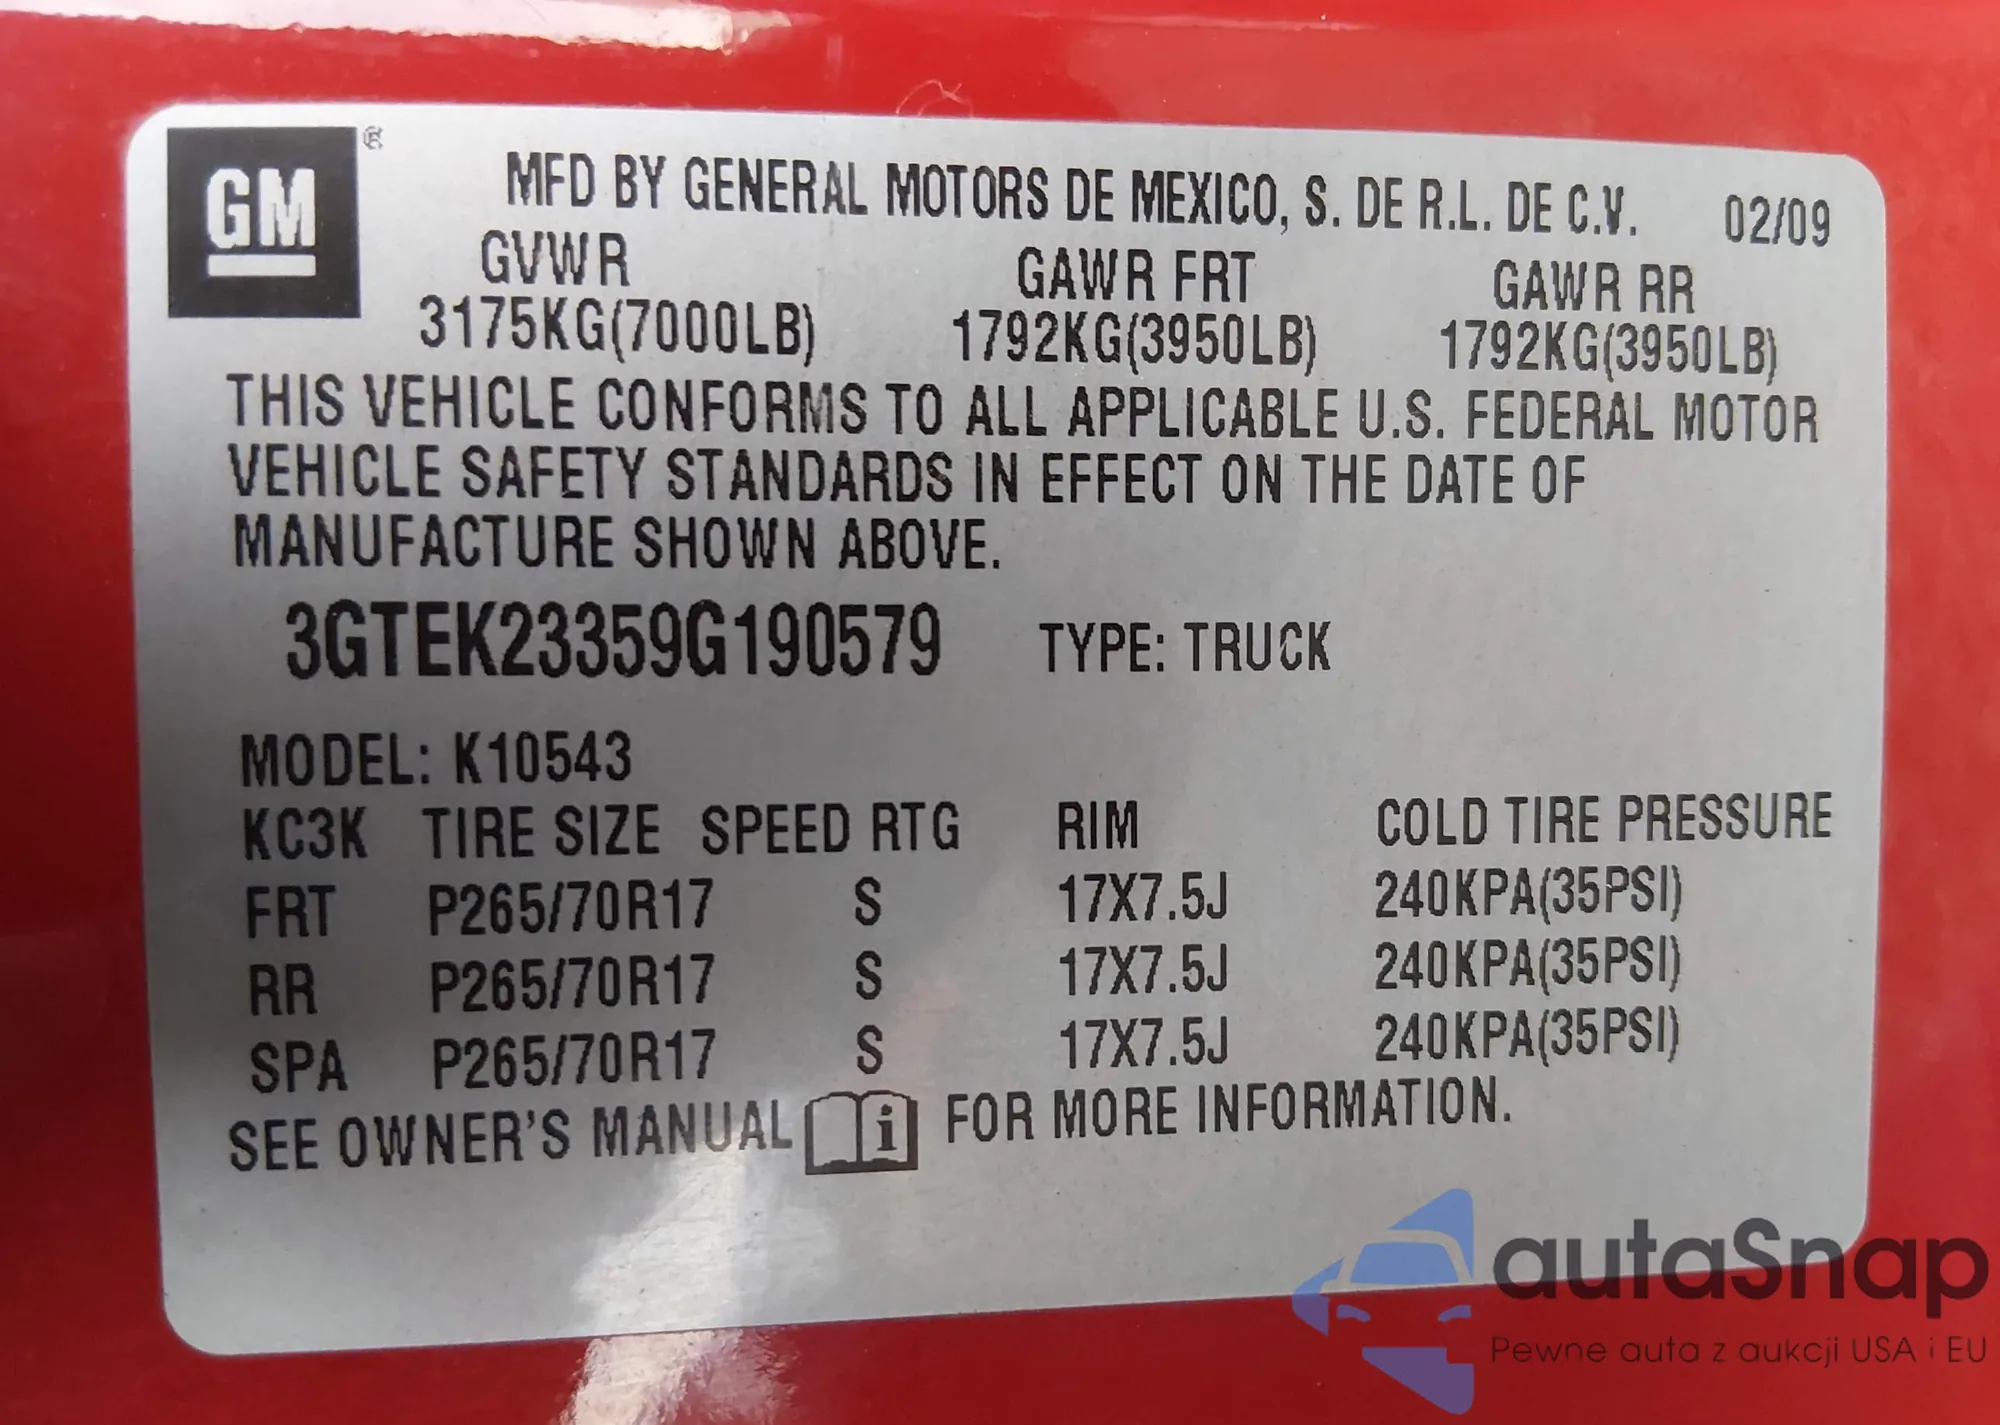 GM ®
MFD BY GENERAL MOTORS DE MEXICO, S. DE R.L. DE C.V. 02/09
GVWR GAWR FRT GAWR RR
3175KG(7000LB) 1792KG(3950LB) 1792KG(3950LB)
THIS VEHICLE CONFORMS TO ALL APPLICABLE U.S. FEDERAL MOTOR
VEHICLE SAFETY STANDARDS IN EFFECT ON THE DATE OF
MANUFACTURE SHOWN ABOVE.
3GTEK23359G190579 TYPE: TRUCK
MODEL: K10543
KC3K TIRE SIZE SPEED RTG RIM COLD TIRE PRESSURE
FRT P265/70R17 S 17X7.5J 240KPA(35PSI)
RR P265/70R17 S 17X7.5J 240KPA(35PSI)
SPA P265/70R17 S 17X7.5J 240KPA(35PSI)
SEE OWNER'S MANUAL i FOR MORE INFORMATION.
autaSnap
Pewne auta z aukcji USA i EU